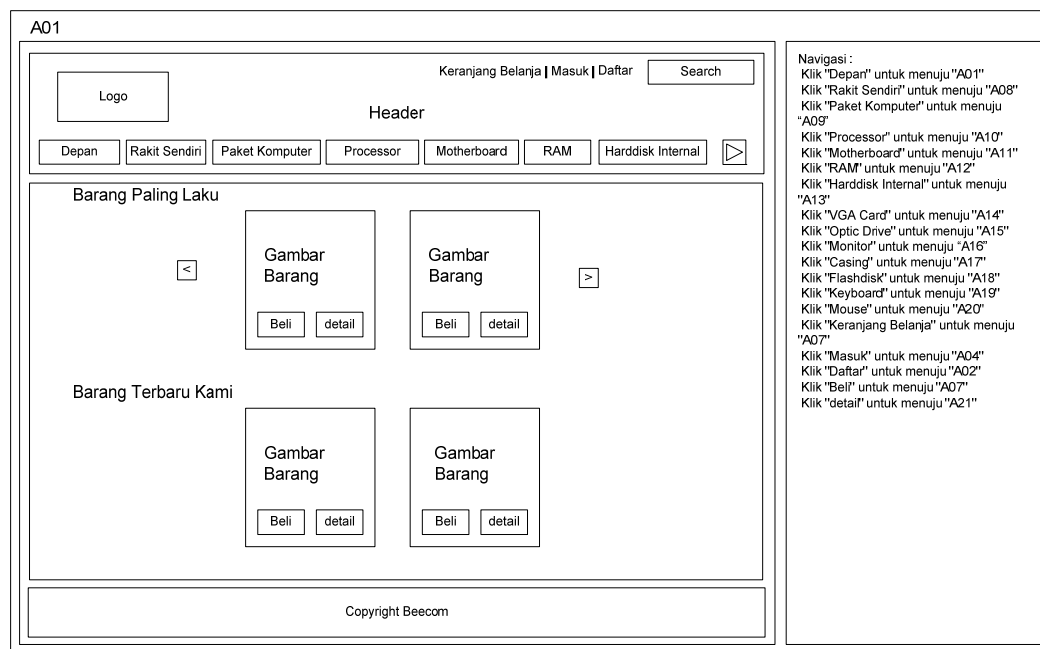 A01
Keranjang Belanja | Masuk | Daftar
Search
Logo
Header
Depan
Rakit Sendiri
Paket Komputer
Processor
Motherboard
RAM
Harddisk Internal
Barang Paling Laku
<
Gambar
Barang
Beli
detail
Gambar
Barang
Beli
detail
>
Barang Terbaru Kami
Gambar
Barang
Beli
detail
Gambar
Barang
Beli
detail
Copyright Beecom
Navigasi :
Klik "Depan" untuk menuju "A01"
Klik "Rakit Sendiri" untuk menuju "A08"
Klik "Paket Komputer" untuk menuju
“A09”
Klik "Processor" untuk menuju "A10"
Klik "Motherboard" untuk menuju "A11"
Klik "RAM" untuk menuju "A12"
Klik "Harddisk Internal" untuk menuju
"A13"
Klik "VGA Card" untuk menuju "A14"
Klik "Optic Drive" untuk menuju "A15"
Klik "Monitor" untuk menuju “A16”
Klik "Casing" untuk menuju "A17"
Klik "Flashdisk" untuk menuju "A18"
Klik "Keyboard" untuk menuju "A19"
Klik "Mouse" untuk menuju "A20"
Klik "Keranjang Belanja" untuk menuju
"A07"
Klik "Masuk" untuk menuju "A04"
Klik "Daftar" untuk menuju "A02"
Klik "Beli" untuk menuju "A07"
Klik "detail" untuk menuju "A21"